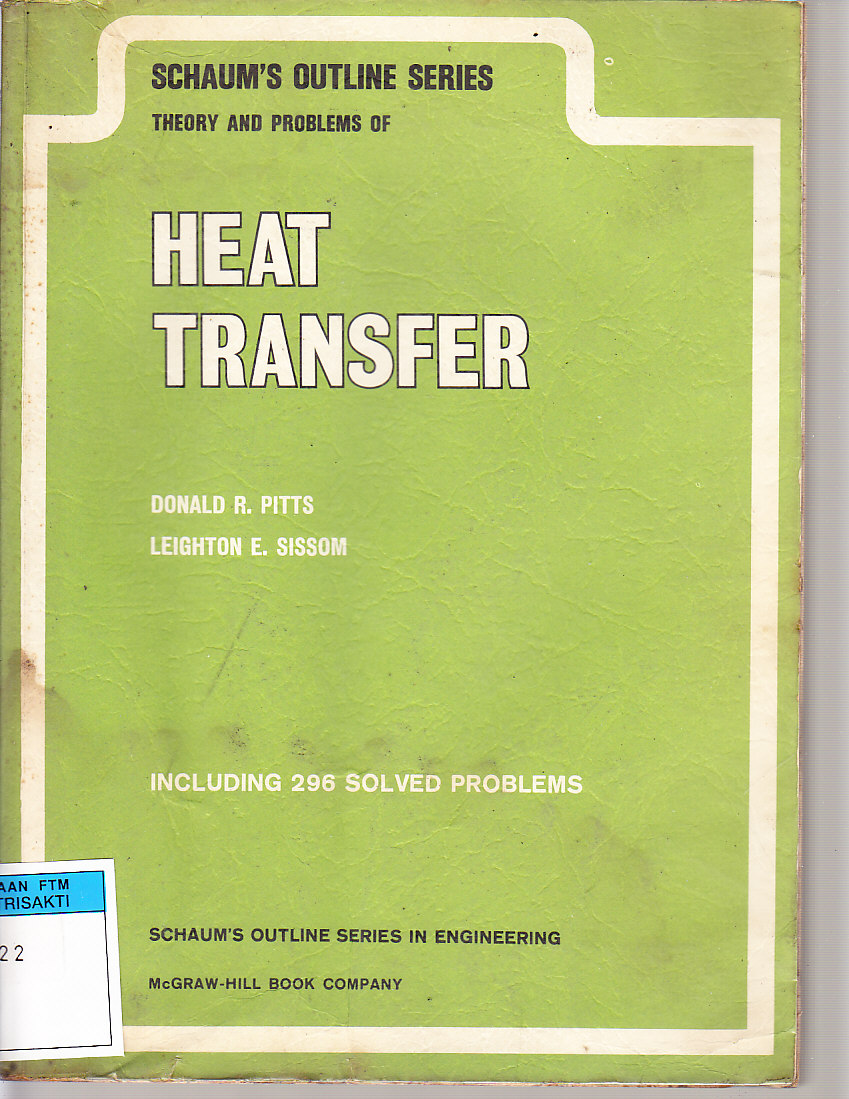 SCHAUM'S OUTLINE SERIES
THEORY AND PROBLEMS OF
HEAT
TRANSFER
DONALD R. PITTS
LEIGHTON E. SISSOM
INCLUDING 296 SOLVED PROBLEMS
AAN FTM
TRISAKTI
22
SCHAUM'S OUTLINE SERIES IN ENGINEERING
McGRAW-HILL BOOK COMPANY